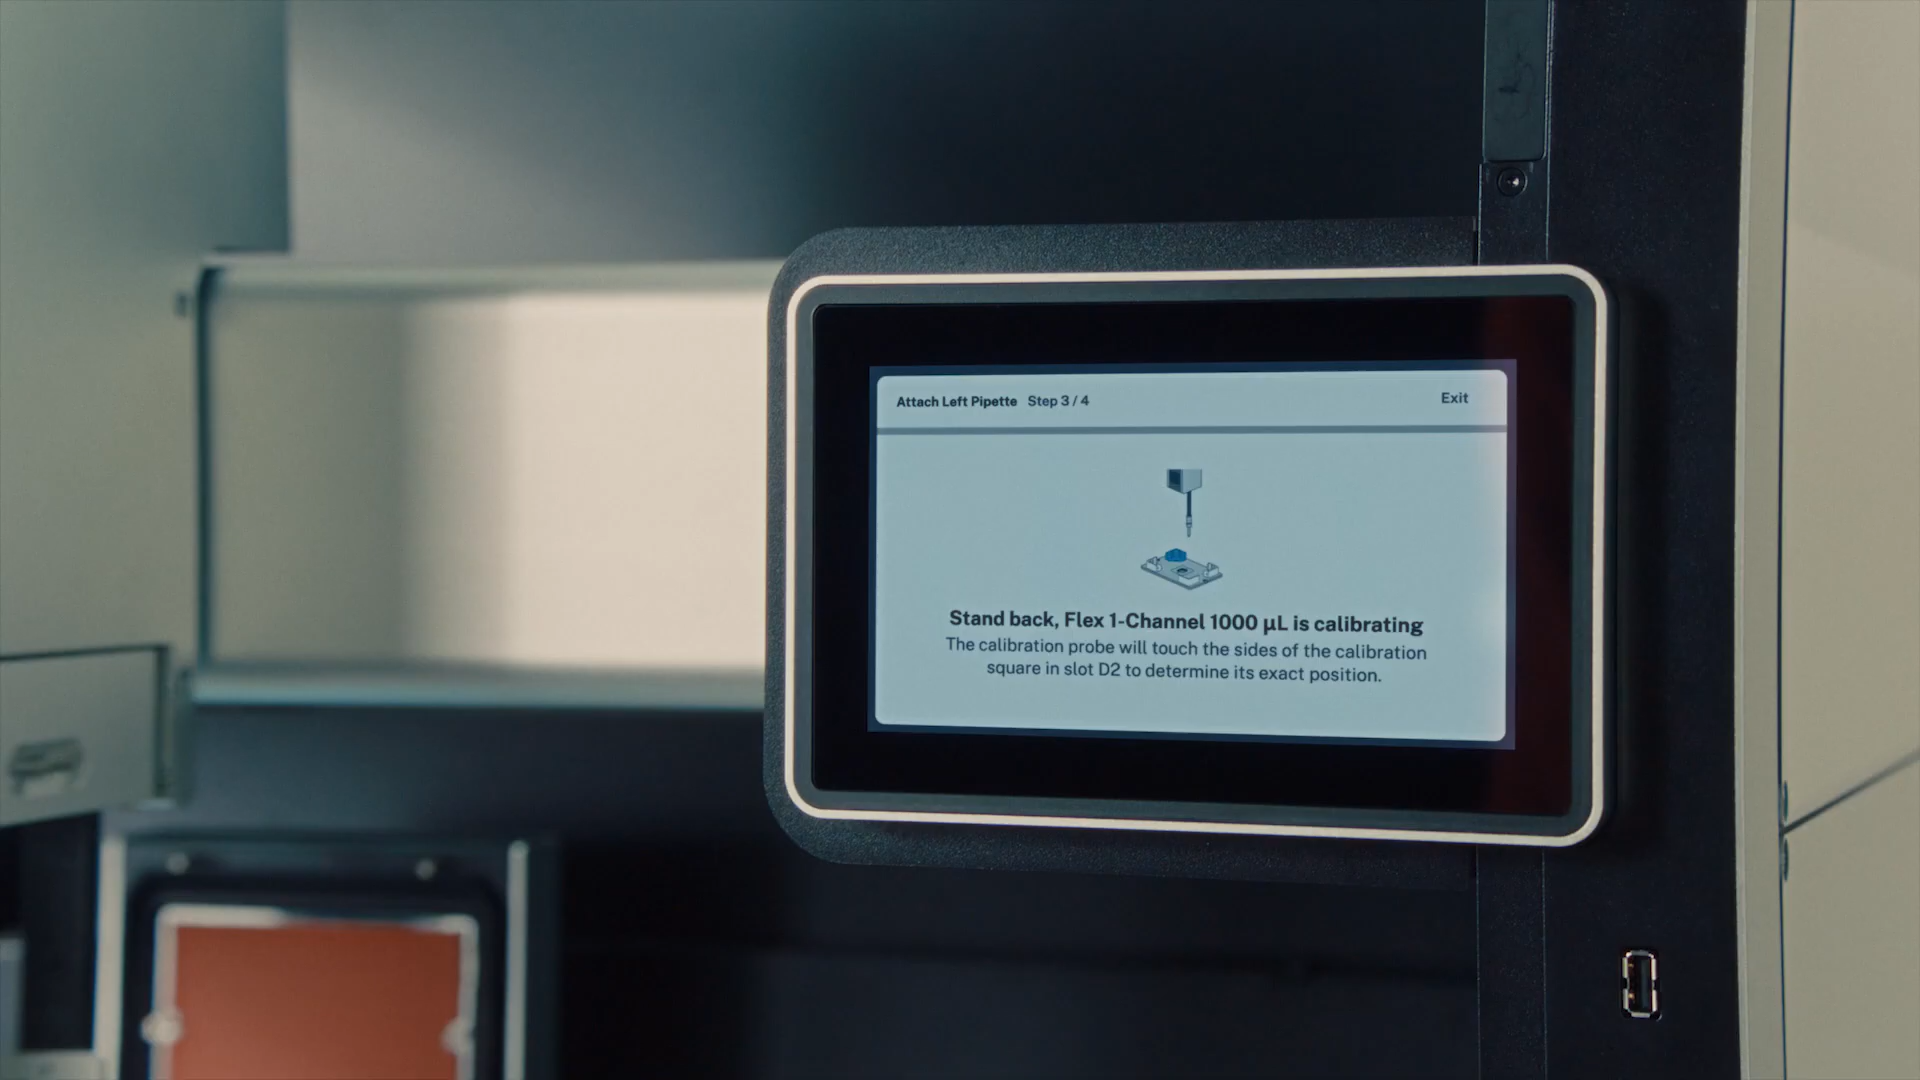 Attach Left Pipette Step 3 / 4
Exit
Stand back, Flex 1-Channel 1000 µL is calibrating
The calibration probe will touch the sides of the calibration
square in slot D2 to determine its exact position.